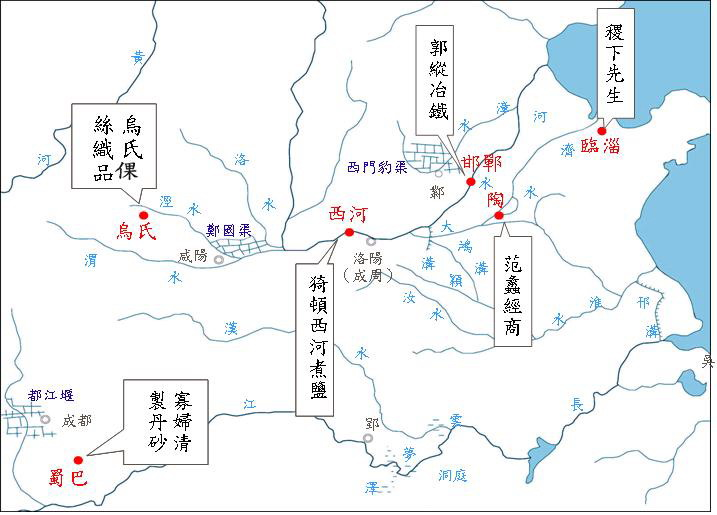 黃河
烏氏倮
絲織品
涇水
烏氏
渭水
咸陽
鄭國渠
洛水
西河
猗頓西河煮鹽
洛陽
(成周)
郭縱冶鐵
西門豹渠
鄴
漳水
邯鄲
河水
濟水
稷下先生
臨淄
陶
范蠡經商
大溝
鴻溝
潁水
汝水
淮水
邗溝
吳
漢水
長江
郢
雲夢澤
洞庭
都江堰
成都
寡婦清
製丹砂
蜀巴